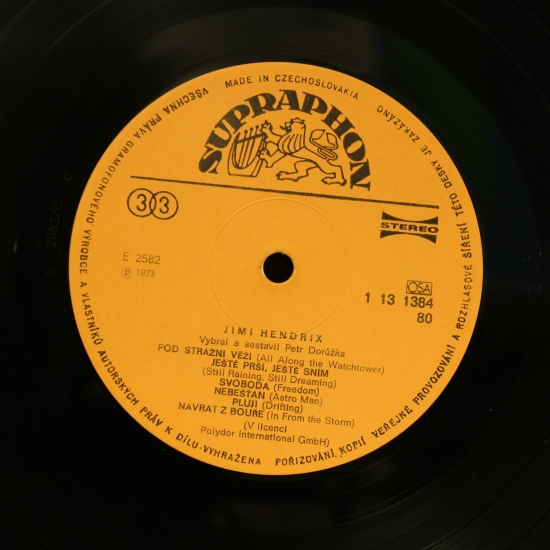 MADE IN CZECHOSLOVAKIA
SUPRAPHON
33
STEREO
E 2582
Ⓟ 1973
OSA
1 13 1384
80
JIMI HENDRIX
Vybral a sestavil Petr Dorůžka
POD STRÁŽNÍ VĚŽÍ (All Along the Watchtower)
JEŠTĚ PRŠÍ, JEŠTĚ SNÍM
(Still Raining, Still Dreaming)
SVOBODA (Freedom)
NEBEŠŤAN (Astro Man)
PLUJI (Drifting)
NÁVRAT Z BOUŘE (In From the Storm)
(V licenci
Polydor International GmbH)
VŠECHNA PRÁVA GRAMOFONOVÉHO VÝROBCE A VLASTNÍKŮ AUTORSKÝCH PRÁV K DÍLU VYHRAŽENA POŘIZOVÁNÍ KOPIÍ VEŘEJNÉ PROVOZOVÁNÍ A ROZHLASOVÉ ŠÍŘENÍ TÉTO DESKY JE ZAKÁZÁNO
E 2582/C C